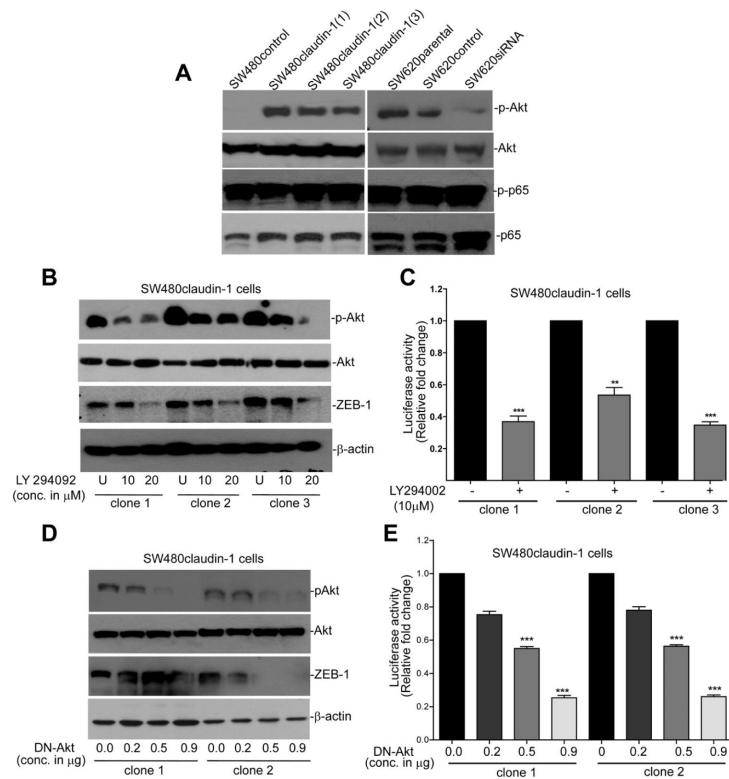 A
SW480control
SW480claudin-1(1)
SW480claudin-1(2)
SW480claudin-1(3)
SW620parental
SW620control
SW620siRNA
-p-Akt
-Akt
-p-p65
-p65
B
SW480claudin-1 cells
-p-Akt
-Akt
-ZEB-1
-β-actin
LY 294092 U 10 20 U 10 20 U 10 20
(conc. in μM)
clone 1 clone 2 clone 3
C
SW480claudin-1 cells
Luciferase activity
(Relative fold change)
1.2
1.0
0.8
0.6
0.4
0.2
*** ** ***
LY294002 - + - + - +
(10μM)
clone 1 clone 2 clone 3
D
SW480claudin-1 cells
-pAkt
-Akt
-ZEB-1
-β-actin
DN-Akt 0.0 0.2 0.5 0.9 0.0 0.2 0.5 0.9
(conc. in μg)
clone 1 clone 2
E
SW480claudin-1 cells
Luciferase activity
(Relative fold change)
1.2
1.0
0.8
0.6
0.4
0.2
0
*** *** *** ***
DN-Akt 0.0 0.2 0.5 0.9 0 0.2 0.5 0.9
(conc. in μg)
clone 1 clone 2